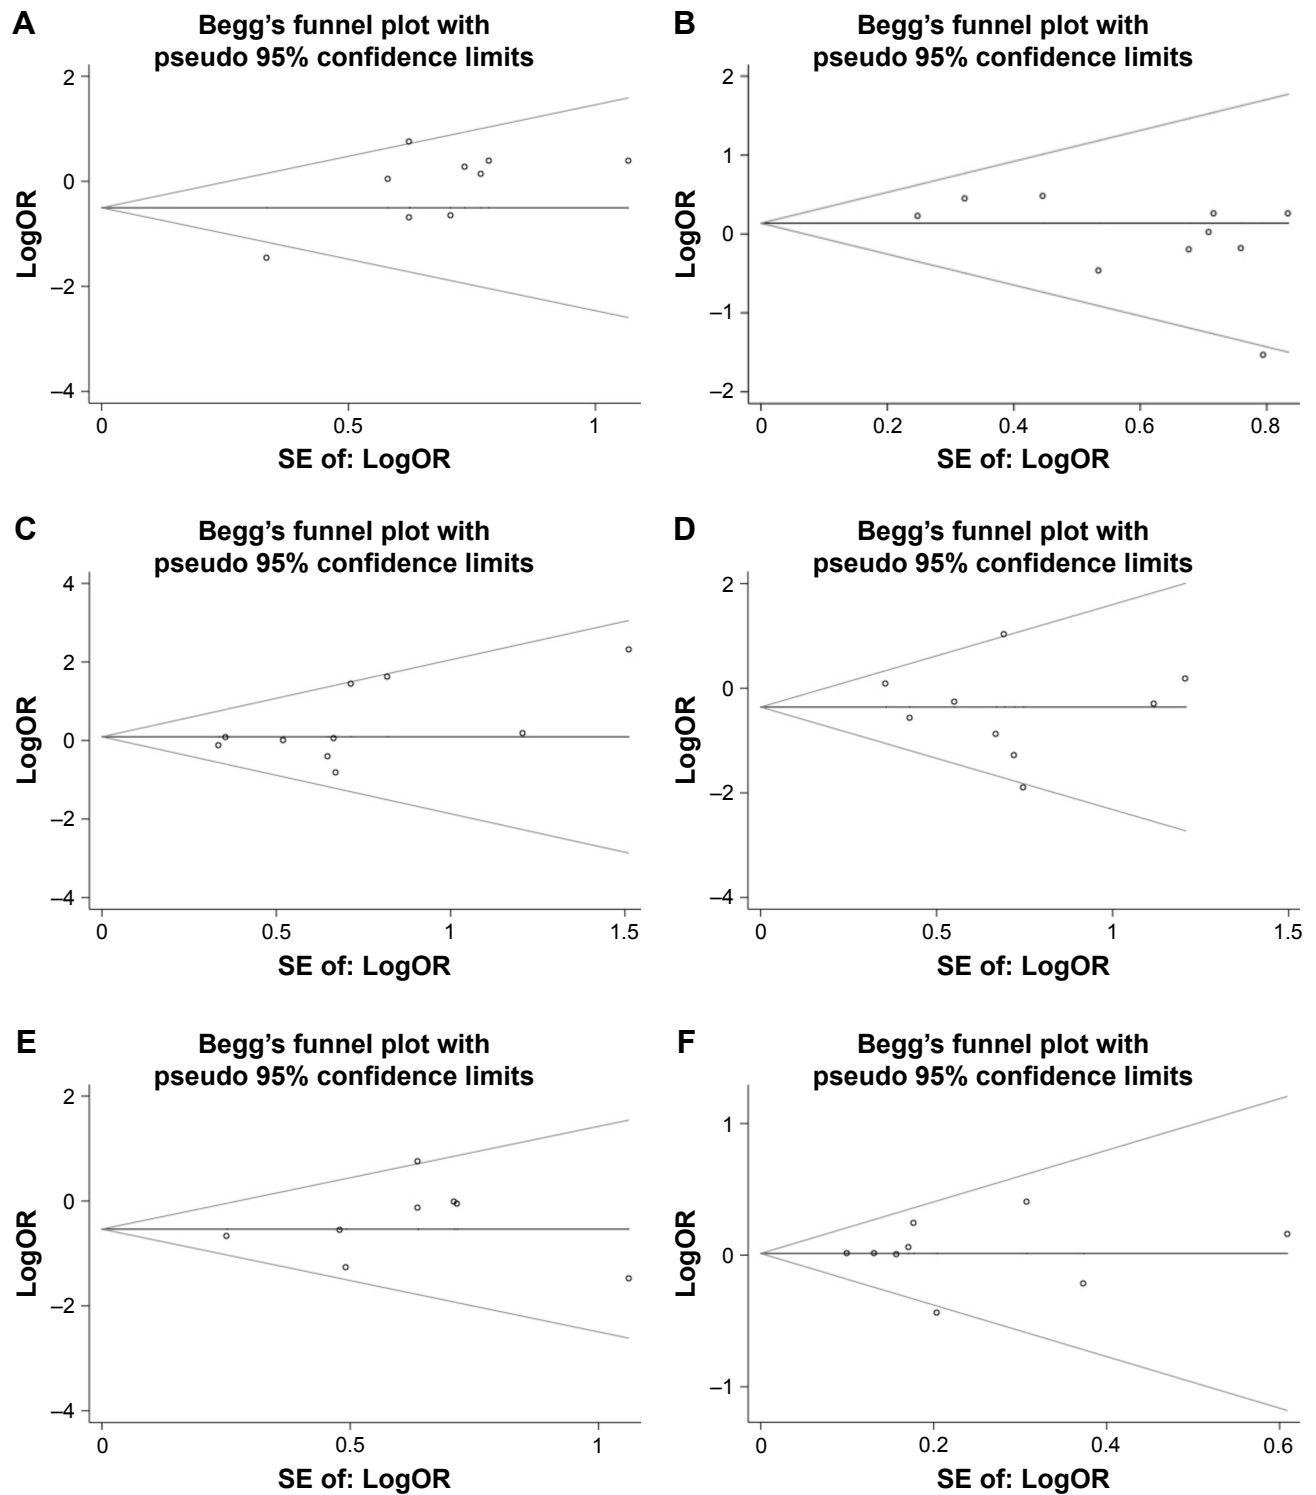 A
Begg’s funnel plot with
pseudo 95% confidence limits
2
0
–2
–4
LogOR
0
0.5
1
SE of: LogOR
B
Begg’s funnel plot with
pseudo 95% confidence limits
2
1
0
–1
–2
LogOR
0
0.2
0.4
0.6
0.8
SE of: LogOR
C
Begg’s funnel plot with
pseudo 95% confidence limits
4
2
0
–2
–4
LogOR
0
0.5
1
1.5
SE of: LogOR
D
Begg’s funnel plot with
pseudo 95% confidence limits
2
0
–2
–4
LogOR
0
0.5
1
1.5
SE of: LogOR
E
Begg’s funnel plot with
pseudo 95% confidence limits
2
0
–2
–4
LogOR
0
0.5
1
SE of: LogOR
F
Begg’s funnel plot with
pseudo 95% confidence limits
1
0
–1
LogOR
0
0.2
0.4
0.6
SE of: LogOR